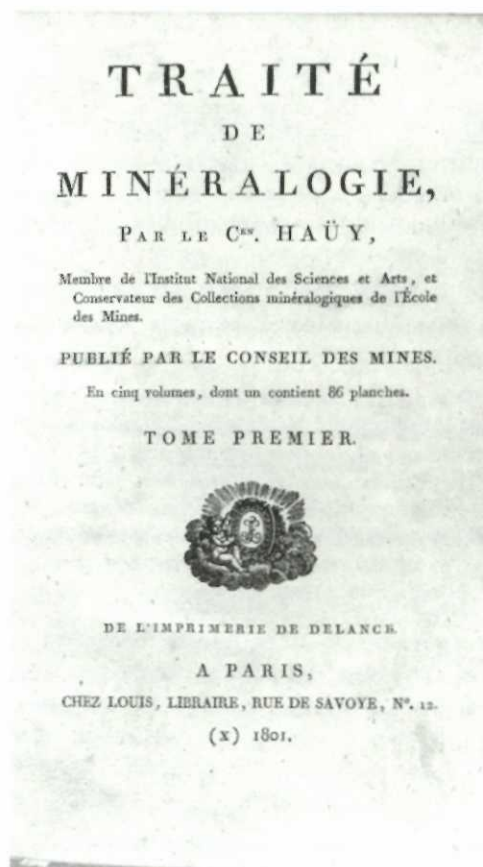 TRAITÉ
DE
MINÉRALOGIE,
PAR LE C^EN. HAÜY,
Membre de l'Institut National des Sciences et Arts, et
Conservateur des Collections minéralogiques de l'École
des Mines.
PUBLIÉ PAR LE CONSEIL DES MINES.
En cinq volumes, dont un contient 86 planches.
TOME PREMIER.
DE L'IMPRIMERIE DE DELANCE.
A PARIS,
CHEZ LOUIS, LIBRAIRE, RUE DE SAVOYE, Nº. 12.
(X) 1801.